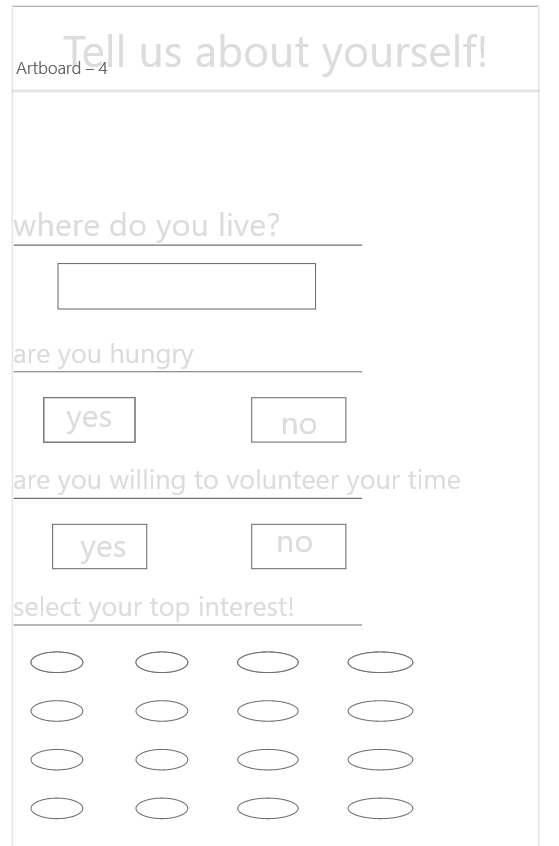 Tell us about yourself!
Artboard – 4
where do you live?
are you hungry
yes no
are you willing to volunteer your time
yes no
select your top interest!